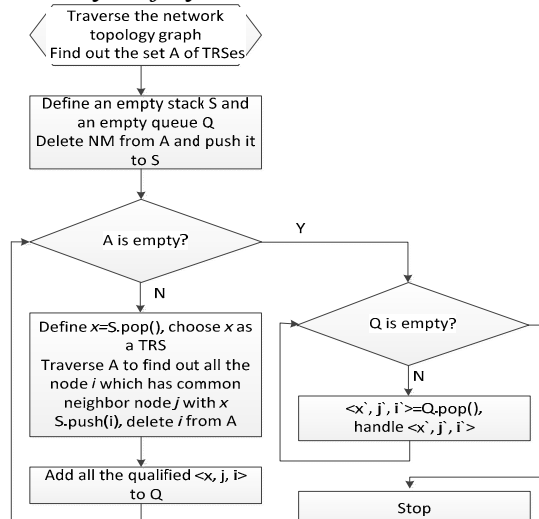 Traverse the network
topology graph
Find out the set A of TRSes
Define an empty stack S and
an empty queue Q
Delete NM from A and push it
to S
A is empty?
Y
N
Define x=S.pop(), choose x as
a TRS
Traverse A to find out all the
node i which has common
neighbor node j with x
S.push(i), delete i from A
Add all the qualified <x, j, i>
to Q
Q is empty?
N
<x`, j`, i`>=Q.pop(),
handle <x`, j`, i`>
Stop